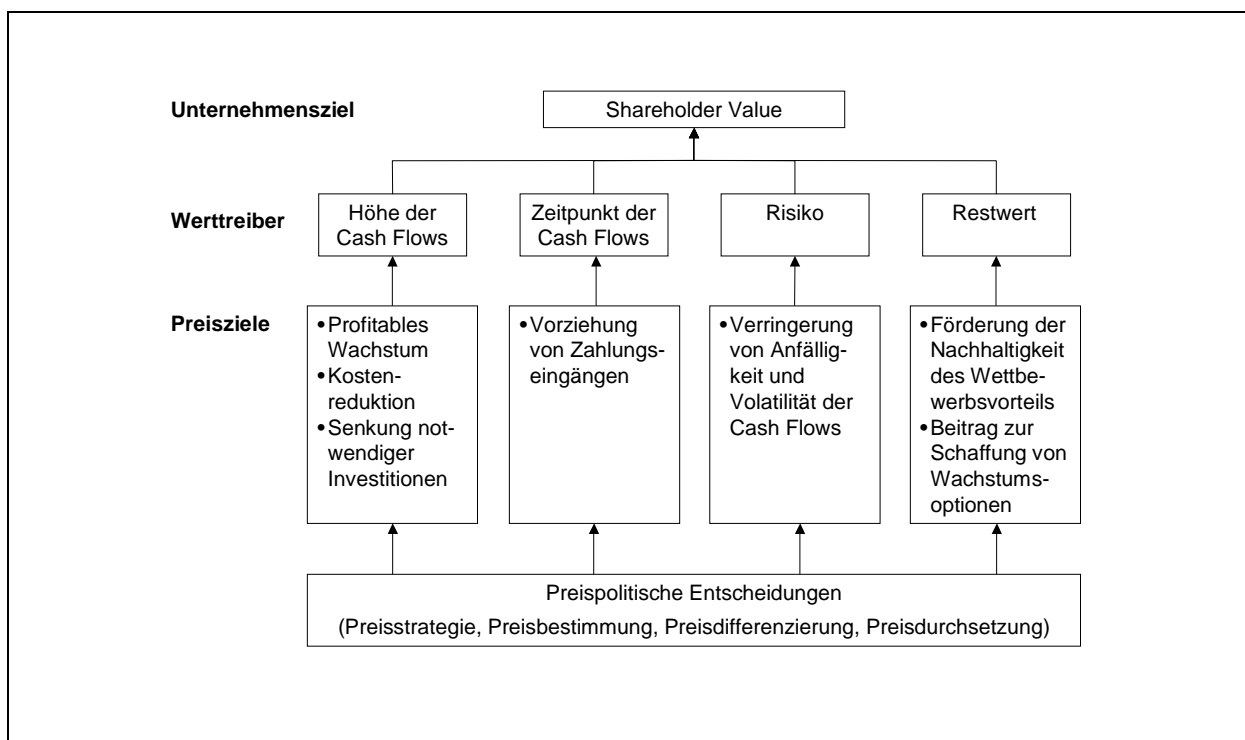 Unternehmensziel
Shareholder Value
Werttreiber
Höhe der
Cash Flows
Zeitpunkt der
Cash Flows
Risiko
Restwert
Preisziele
•Profitables
Wachstum
•Kosten-
reduktion
•Senkung not-
wendiger
Investitionen
•Vorziehung
von Zahlungs-
eingängen
•Verringerung
von Anfällig-
keit und
Volatilität der
Cash Flows
•Förderung der
Nachhaltigkeit
des Wettbe-
werbsvorteils
•Beitrag zur
Schaffung von
Wachstums-
optionen
Preispolitische Entscheidungen
(Preisstrategie, Preisbestimmung, Preisdifferenzierung, Preisdurchsetzung)